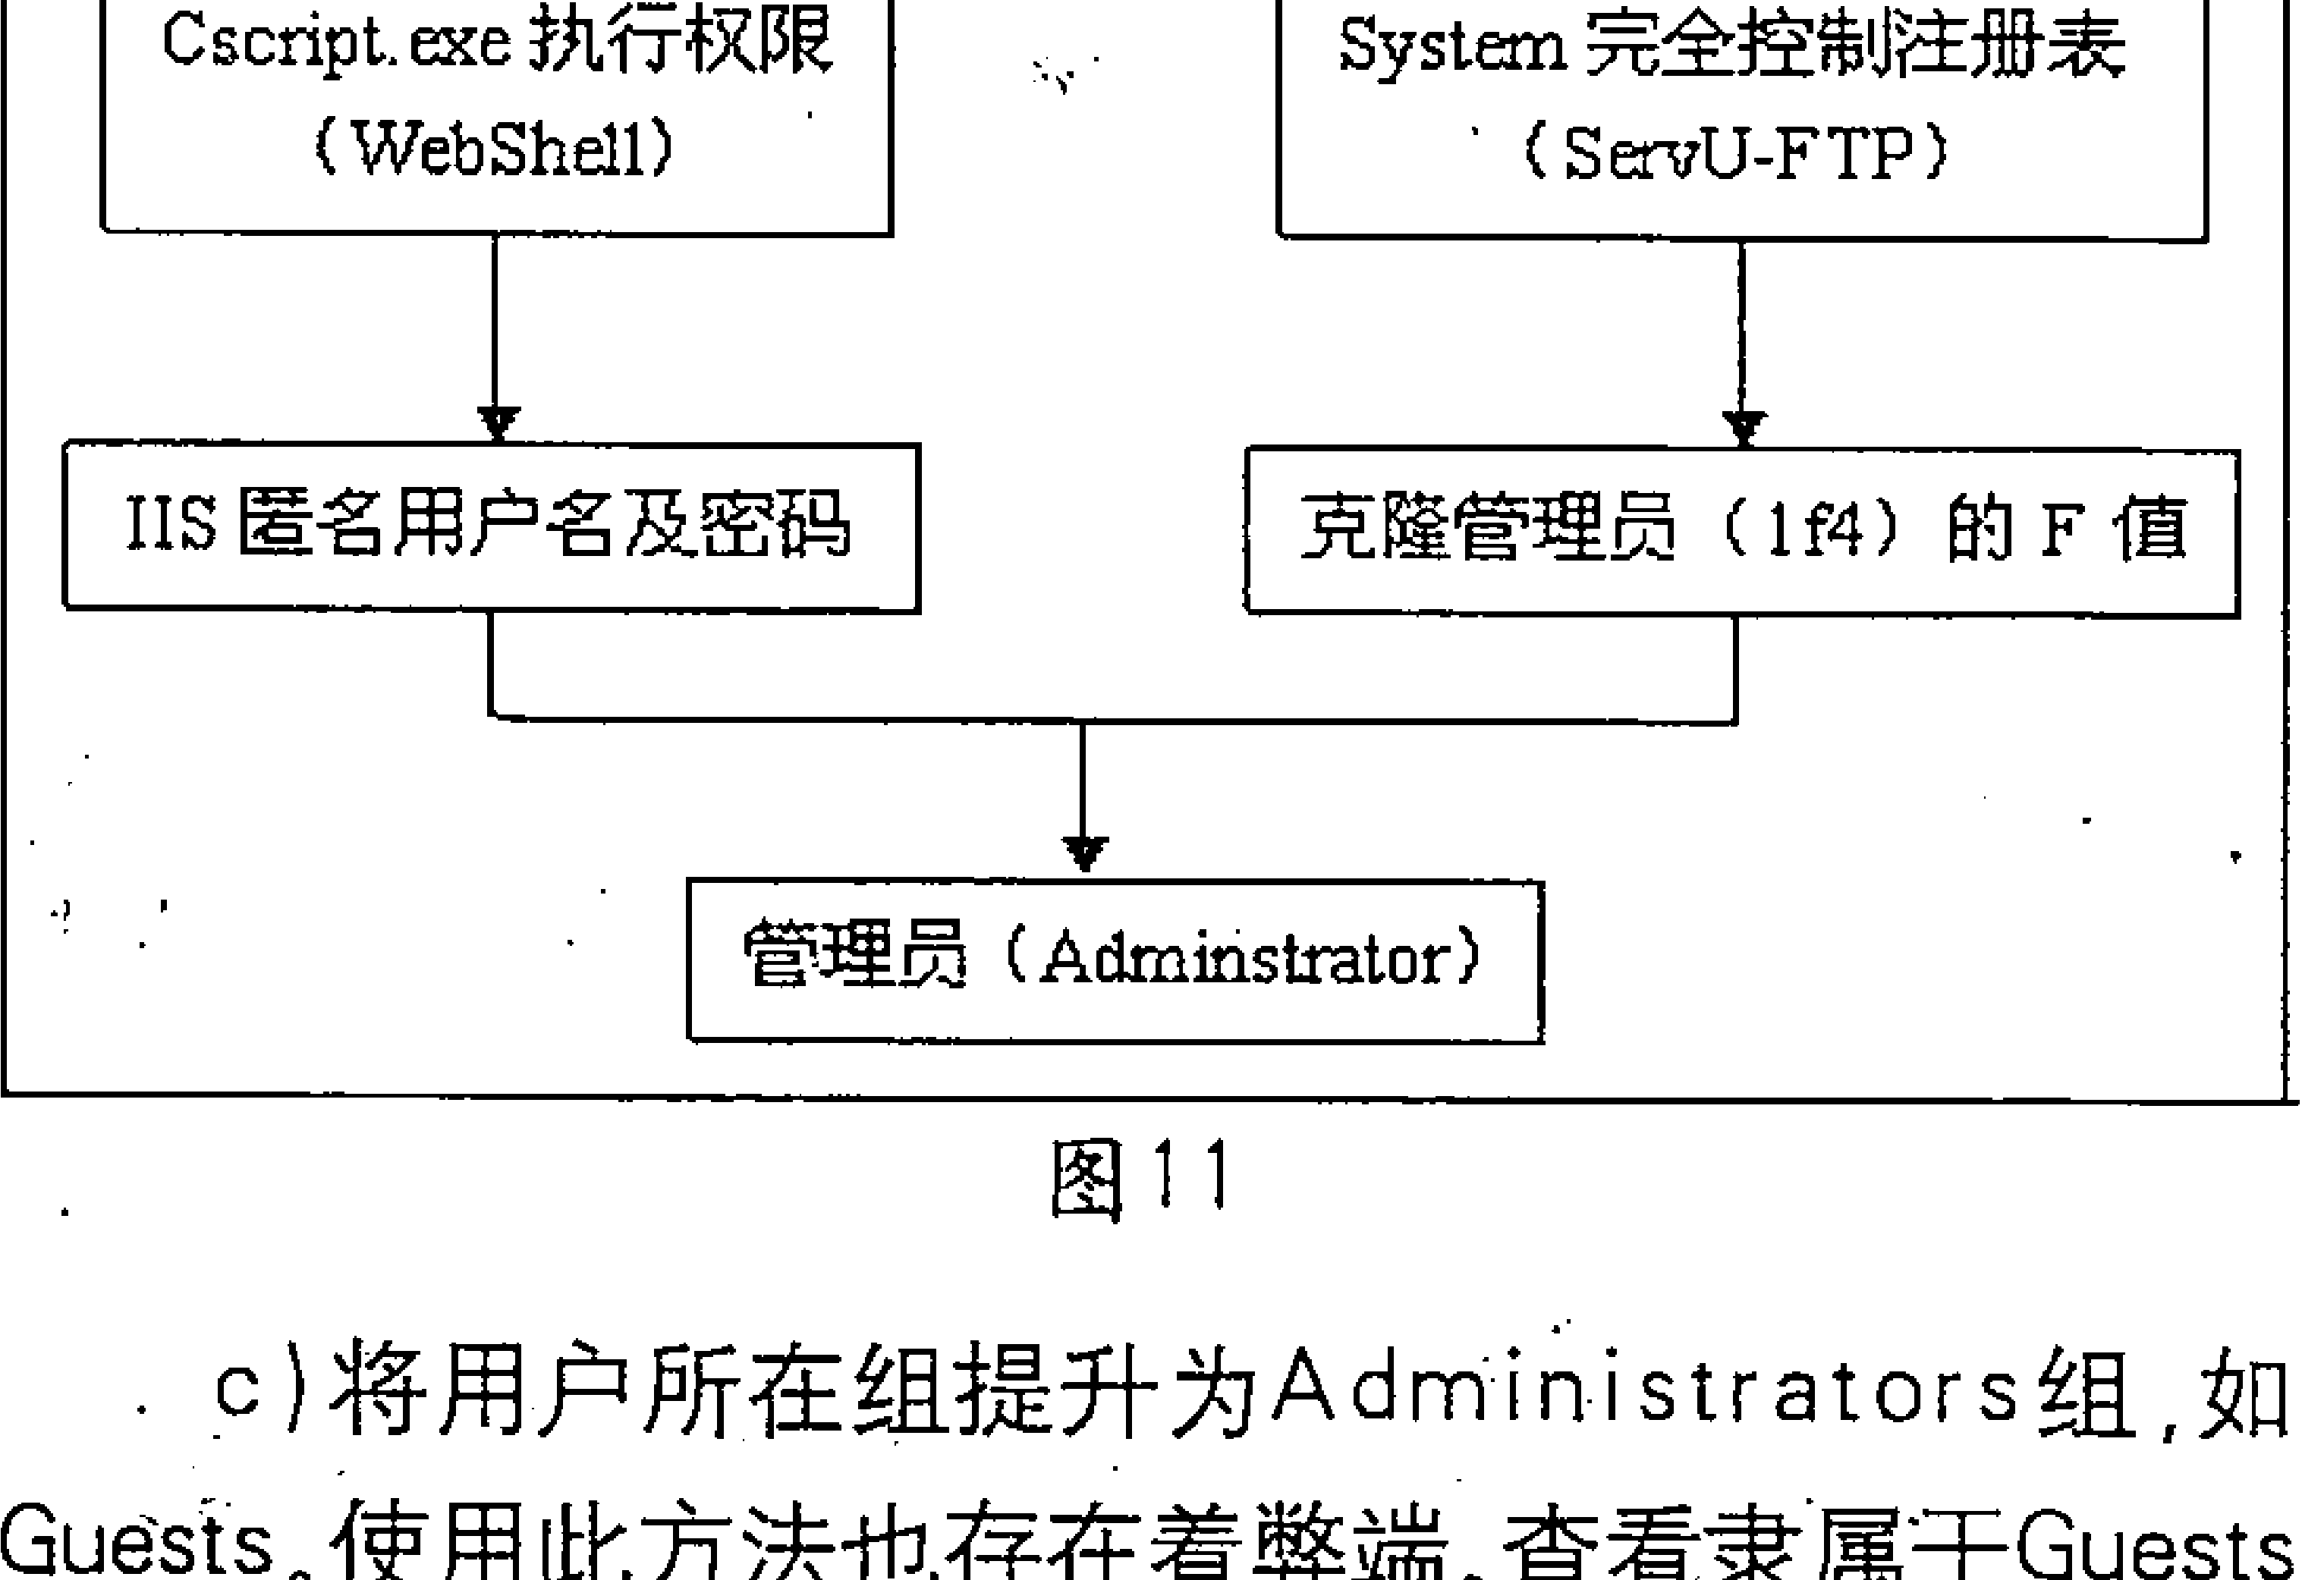 Cscript.exe 执行权限
（WebShell）
System 完全控制注册表
（ServU-FTP）
IIS 匿名用户名及密码
克隆管理员（1f4）的 F 值
管理员（Adminstrator）
图11
c)将用户所在组提升为Administrators组,如
Guests。使用此方法也存在着弊端,查看隶属于Guests